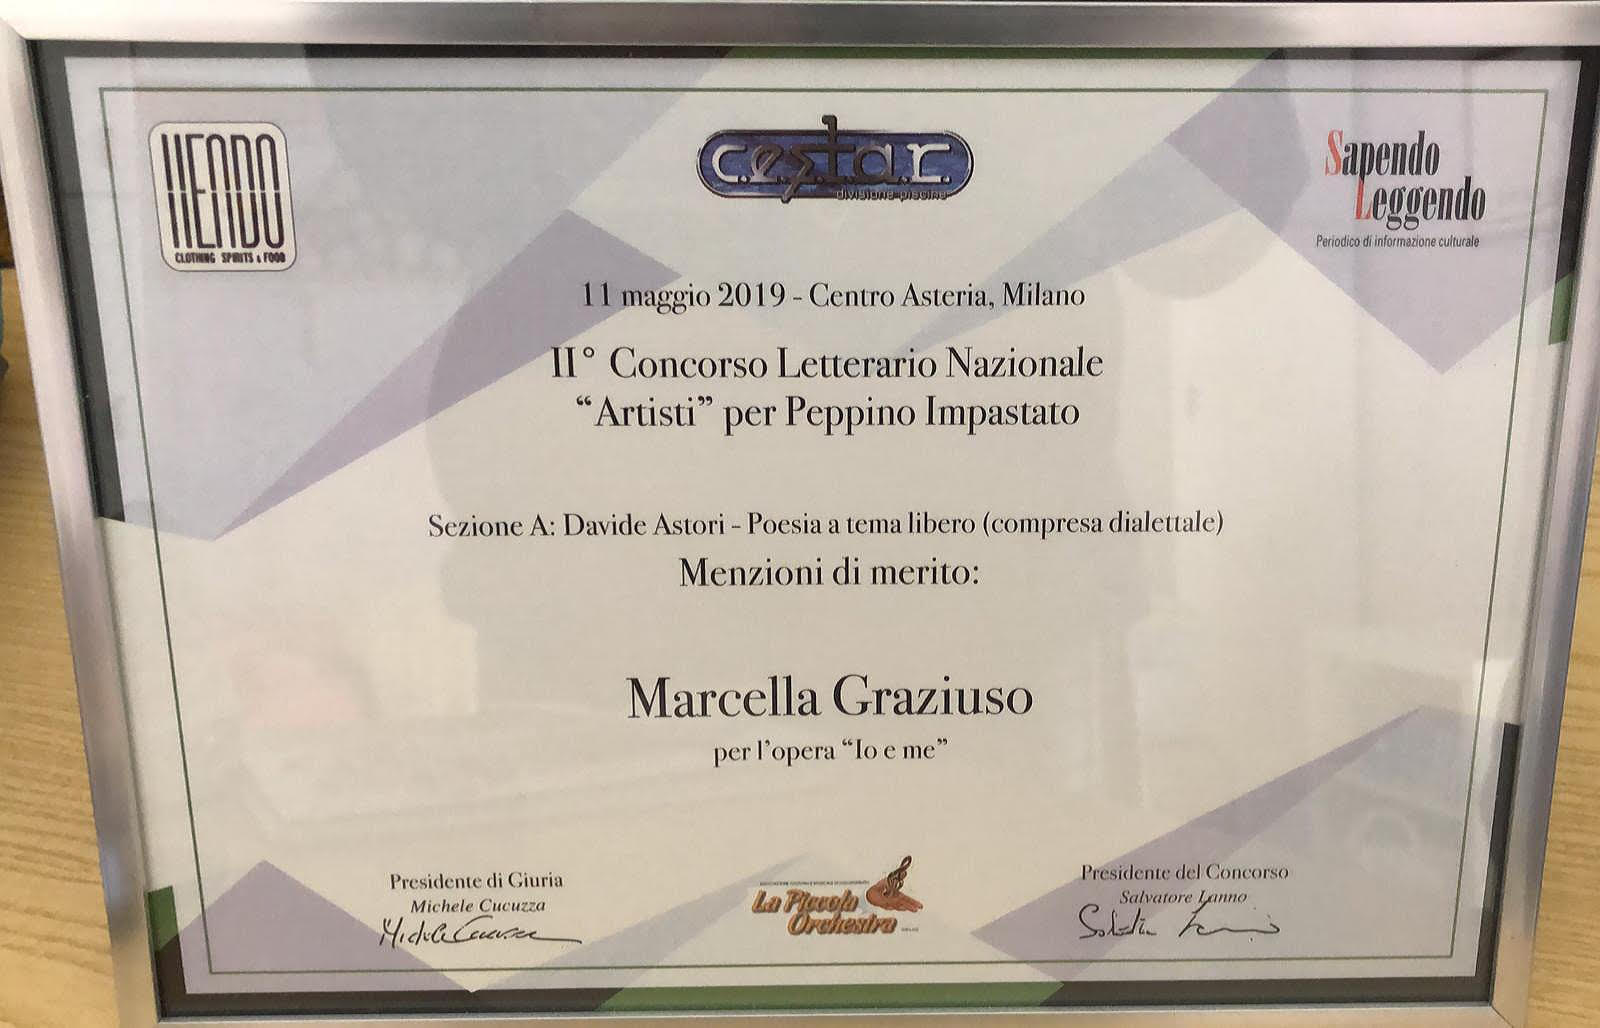 HENDO
CLOTHING SPIRITS & FOOD
c.e.s.t.a.r.
divisione piscine
Sapendo
Leggendo
Periodico di informazione culturale
11 maggio 2019 - Centro Asteria, Milano
II° Concorso Letterario Nazionale
“Artisti” per Peppino Impastato
Sezione A: Davide Astori - Poesia a tema libero (compresa dialettale)
Menzioni di merito:
Marcella Graziuso
per l’opera “Io e me”
Presidente di Giuria
Michele Cucuzza
Michele Cucuzza
La Piccola
Orchestra
Presidente del Concorso
Salvatore Lanno